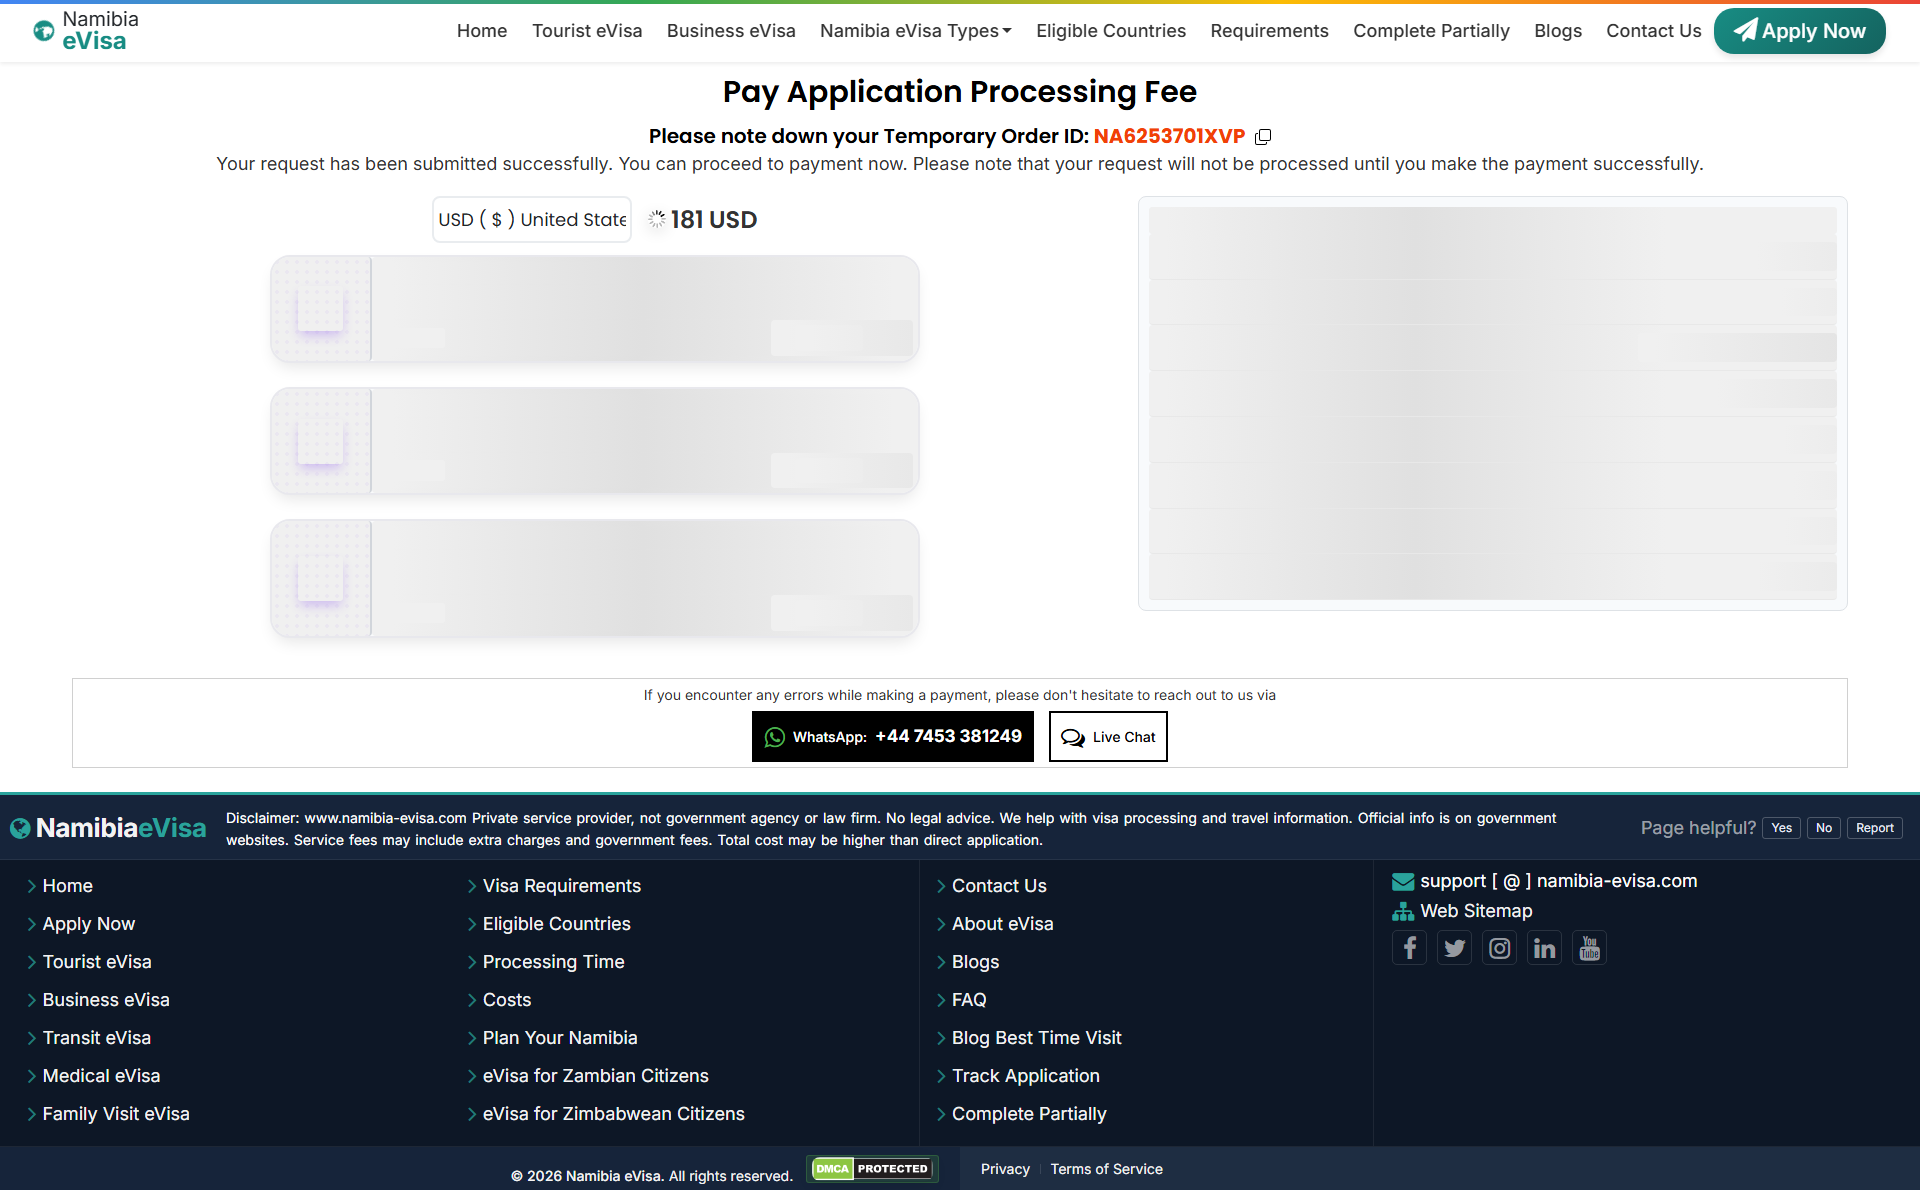 Namibia
eVisa
Home
Tourist eVisa
Business eVisa
Namibia eVisa Types
Eligible Countries
Requirements
Complete Partially
Blogs
Contact Us
Apply Now
Pay Application Processing Fee
Please note down your Temporary Order ID: NA6253701XVP
Your request has been submitted successfully. You can proceed to payment now. Please note that your request will not be processed until you make the payment successfully.
USD ( $ ) United State
181 USD
If you encounter any errors while making a payment, please don't hesitate to reach out to us via
WhatsApp: +44 7453 381249
Live Chat
NamibiaeVisa
Disclaimer: www.namibia-evisa.com Private service provider, not government agency or law firm. No legal advice. We help with visa processing and travel information. Official info is on government
websites. Service fees may include extra charges and government fees. Total cost may be higher than direct application.
Page helpful?
Yes
No
Report
Home
Apply Now
Tourist eVisa
Business eVisa
Transit eVisa
Medical eVisa
Family Visit eVisa
Visa Requirements
Eligible Countries
Processing Time
Costs
Plan Your Namibia
eVisa for Zambian Citizens
eVisa for Zimbabwean Citizens
Contact Us
About eVisa
Blogs
FAQ
Blog Best Time Visit
Track Application
Complete Partially
support [ @ ] namibia-evisa.com
Web Sitemap
You
Tube
© 2026 Namibia eVisa. All rights reserved.
DMCA PROTECTED
Privacy
Terms of Service